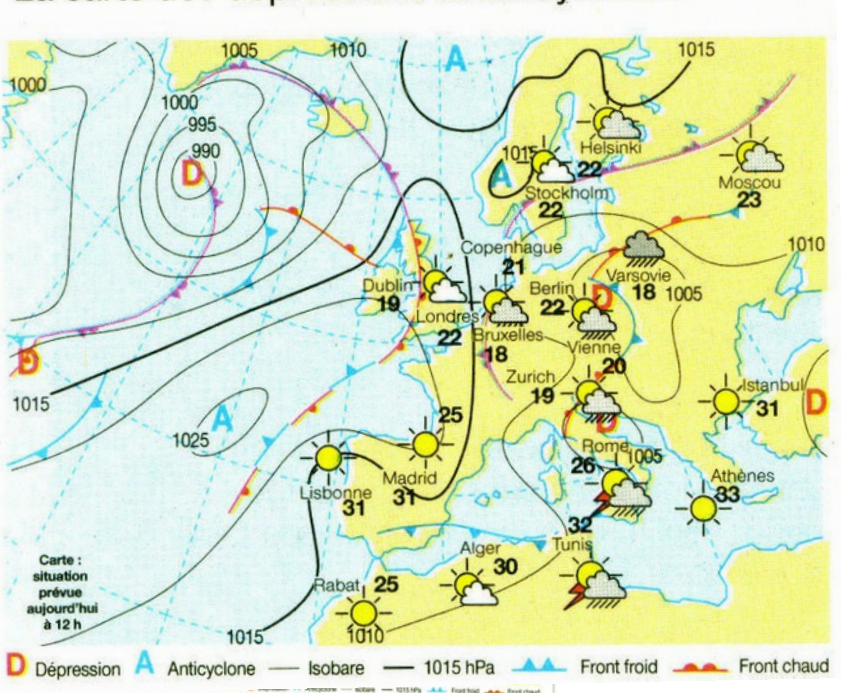 1005
1010
A
1015
1000
1000
995
990
D
Helsinki
22
1015
A
Stockholm
22
Moscou
23
Copenhague
21
1010
Varsovie
18
1005
Dublin
19
Berlin
22
D
Londres
22
Bruxelles
18
Vienne
20
D
Zurich
19
1015
A
1025
25
Istanbul
31
D
D
Rome
26
1005
Madrid
31
Lisbonne
31
Athènes
33
32
Tunis
Alger
30
Carte :
situation
prévue
aujourd'hui
à 12 h
Rabat
25
1015
1010
D Dépression A Anticyclone Isobare 1015 hPa Front froid Front chaud